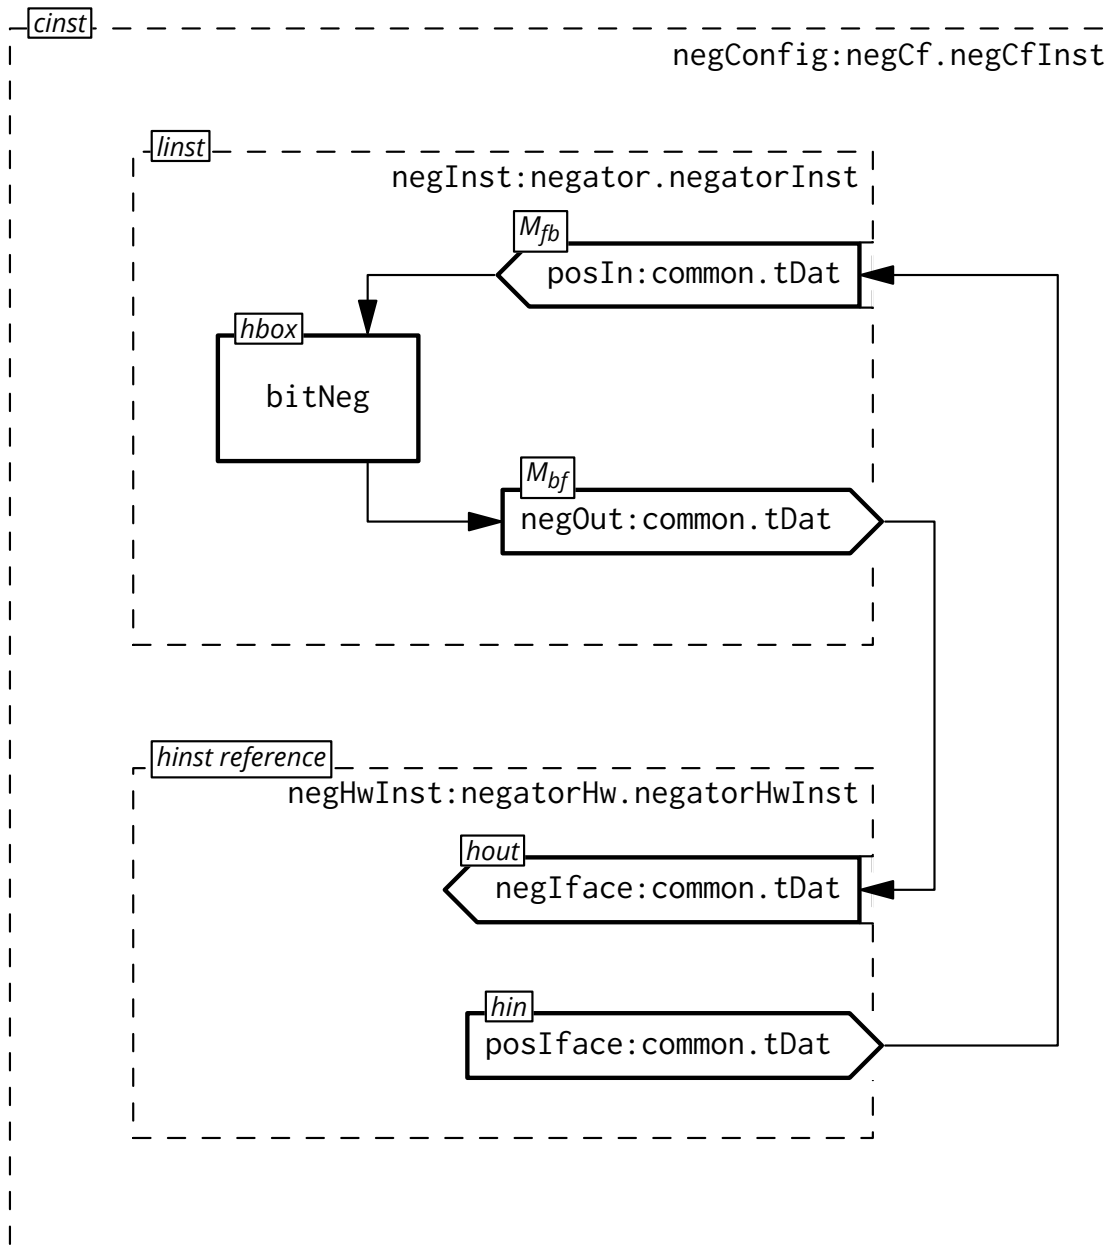 cinst
negConfig:negCf.negCfInst
linst
negInst:negator.negatorInst
Mfb
posIn:common.tDat
hbox
bitNeg
Mbf
negOut:common.tDat
hinst reference
negHwInst:negatorHw.negatorHwInst
hout
negIface:common.tDat
hin
posIface:common.tDat